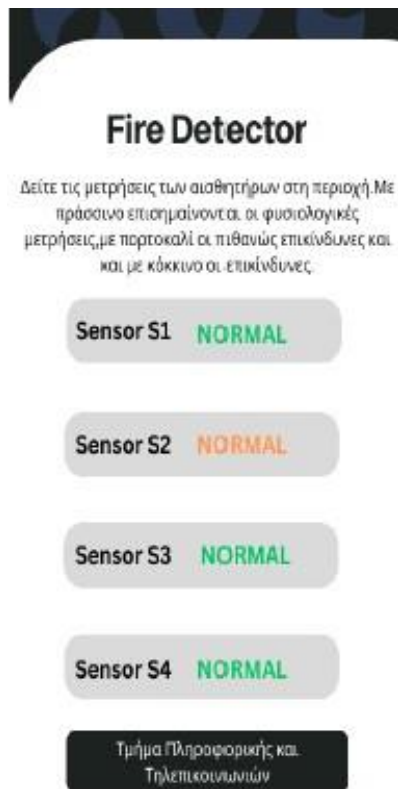 Fire Detector
Δείτε τις μετρήσεις των αισθητήρων στη περιοχή.Με
πράσσινο επισημαίνονται οι φυσιολογικές
μετρήσεις,με πορτοκαλί οι πιθανώς επικίνδυνες και
και με κόκκινο οι επικίνδυνες.
Sensor S1 NORMAL
Sensor S2 NORMAL
Sensor S3 NORMAL
Sensor S4 NORMAL
Τμήμα Πληροφορικής και
Τηλεπικοινωνιών